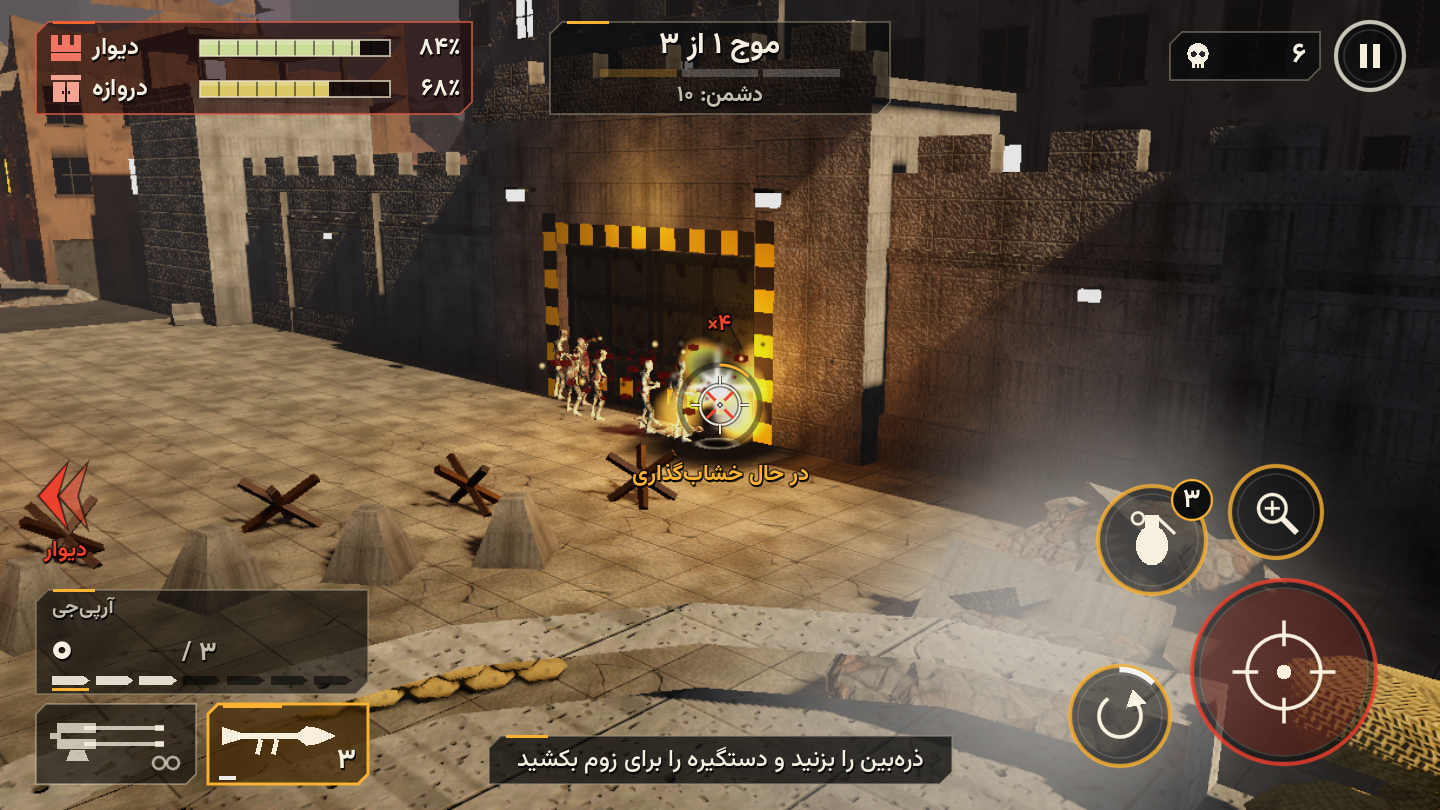 دیوار ۸۴٪
دروازه ۶۸٪
موج ۱ از ۳
دشمن: ۱۰
۶
×۴
در حال خشاب‌گذاری
دیوار
۳
آرپی‌جی
۰ / ۳
∞
۳
ذره‌بین را بزنید و دستگیره را برای زوم بکشید